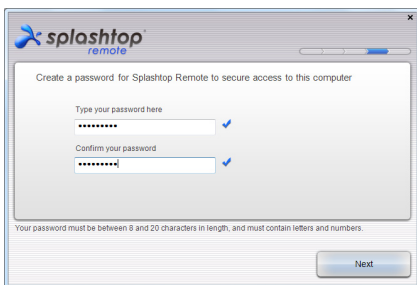 splashtop
remote
Create a password for Splashtop Remote to secure access to this computer
Type your password here
•••••••••
Confirm your password
•••••••••
Your password must be between 8 and 20 characters in length, and must contain letters and numbers.
Next